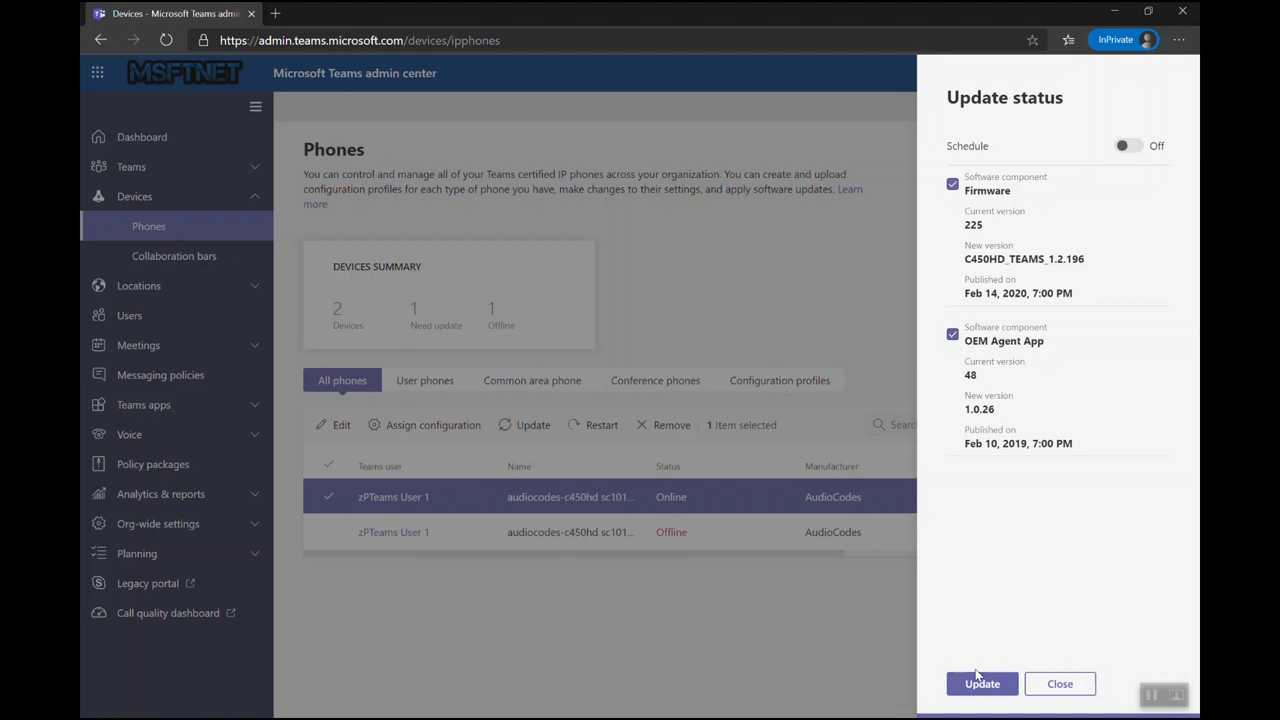 Devices - Microsoft Teams admi
https://admin.teams.microsoft.com/devices/ipphones
InPrivate
MSFTNET
Microsoft Teams admin center
Dashboard
Teams
Devices
Phones
Collaboration bars
Locations
Users
Meetings
Messaging policies
Teams apps
Voice
Policy packages
Analytics & reports
Org-wide settings
Planning
Legacy portal
Call quality dashboard
Phones
You can control and manage all of your Teams certified IP phones across your organization. You can create and upload
configuration profiles for each type of phone you have, make changes to their settings, and apply software updates. Learn
more
DEVICES SUMMARY
2 1 1
Devices Need update Offline
All phones User phones Common area phone Conference phones Configuration profiles
Edit Assign configuration Update Restart Remove 1 Item selected Searc
Teams user Name Status Manufacturer
zPTeams User 1 audiocodes-c450hd sc101... Online AudioCodes
zPTeams User 1 audiocodes-c450hd sc101... Offline AudioCodes
Update status
Schedule Off
Software component
Firmware
Current version
225
New version
C450HD_TEAMS_1.2.196
Published on
Feb 14, 2020, 7:00 PM
Software component
OEM Agent App
Current version
48
New version
1.0.26
Published on
Feb 10, 2019, 7:00 PM
Update Close